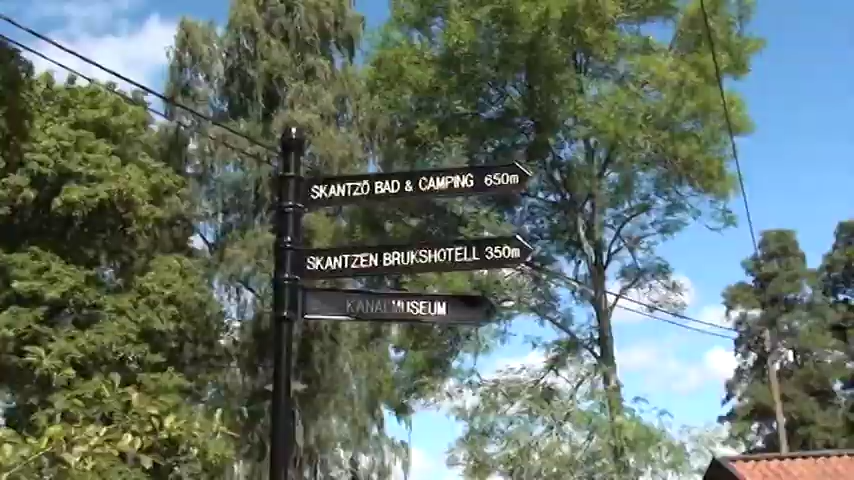 SKANTZÖ BAD & CAMPING 650m
SKANTZEN BRUKSHOTELL 350m
KANALMUSEUM